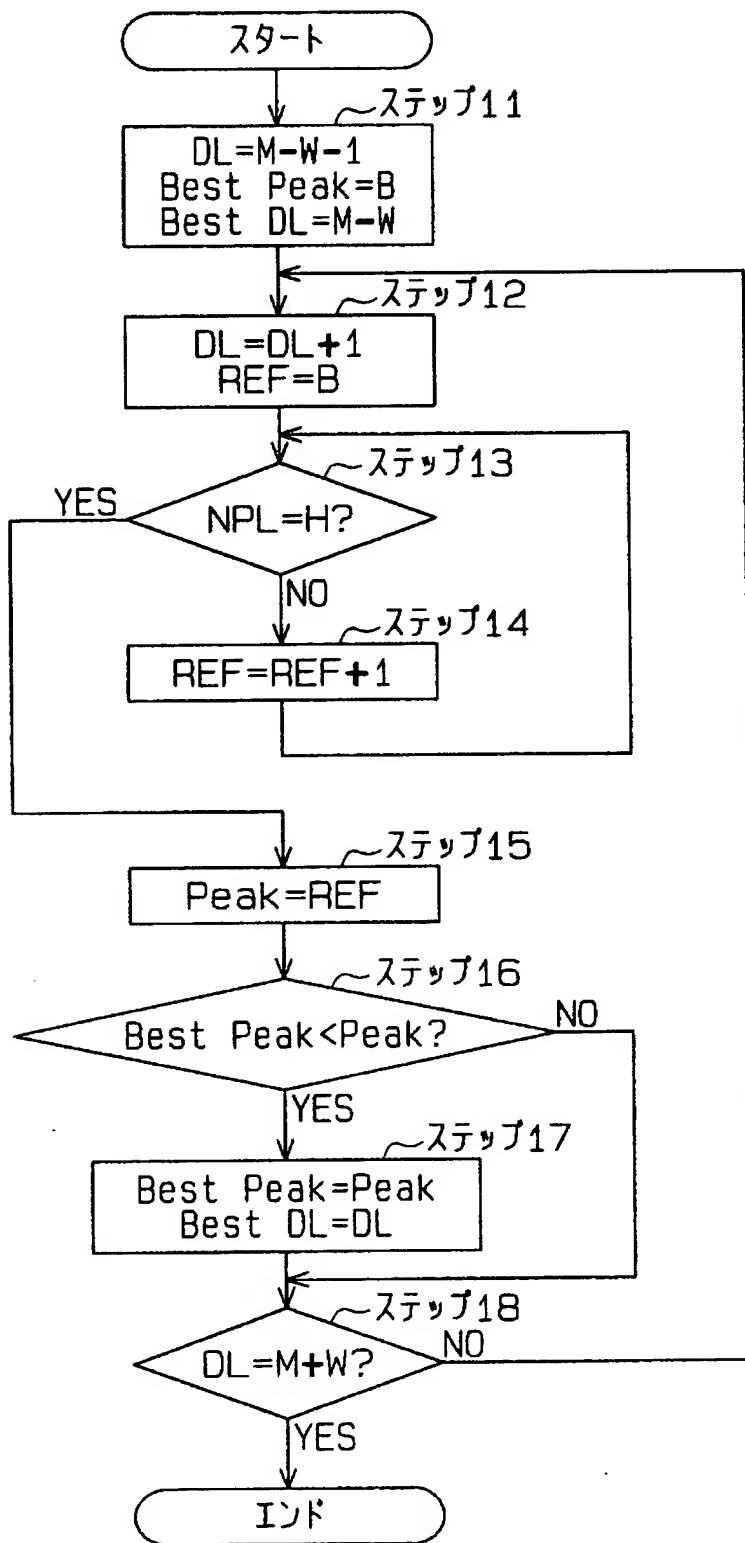 スタート
ステップ11
DL=M-W-1
Best Peak=B
Best DL=M-W
ステップ12
DL=DL+1
REF=B
ステップ13
YES
NPL=H?
NO
ステップ14
REF=REF+1
ステップ15
Peak=REF
ステップ16
Best Peak<Peak?
NO
YES
ステップ17
Best Peak=Peak
Best DL=DL
ステップ18
DL=M+W?
NO
YES
エンド